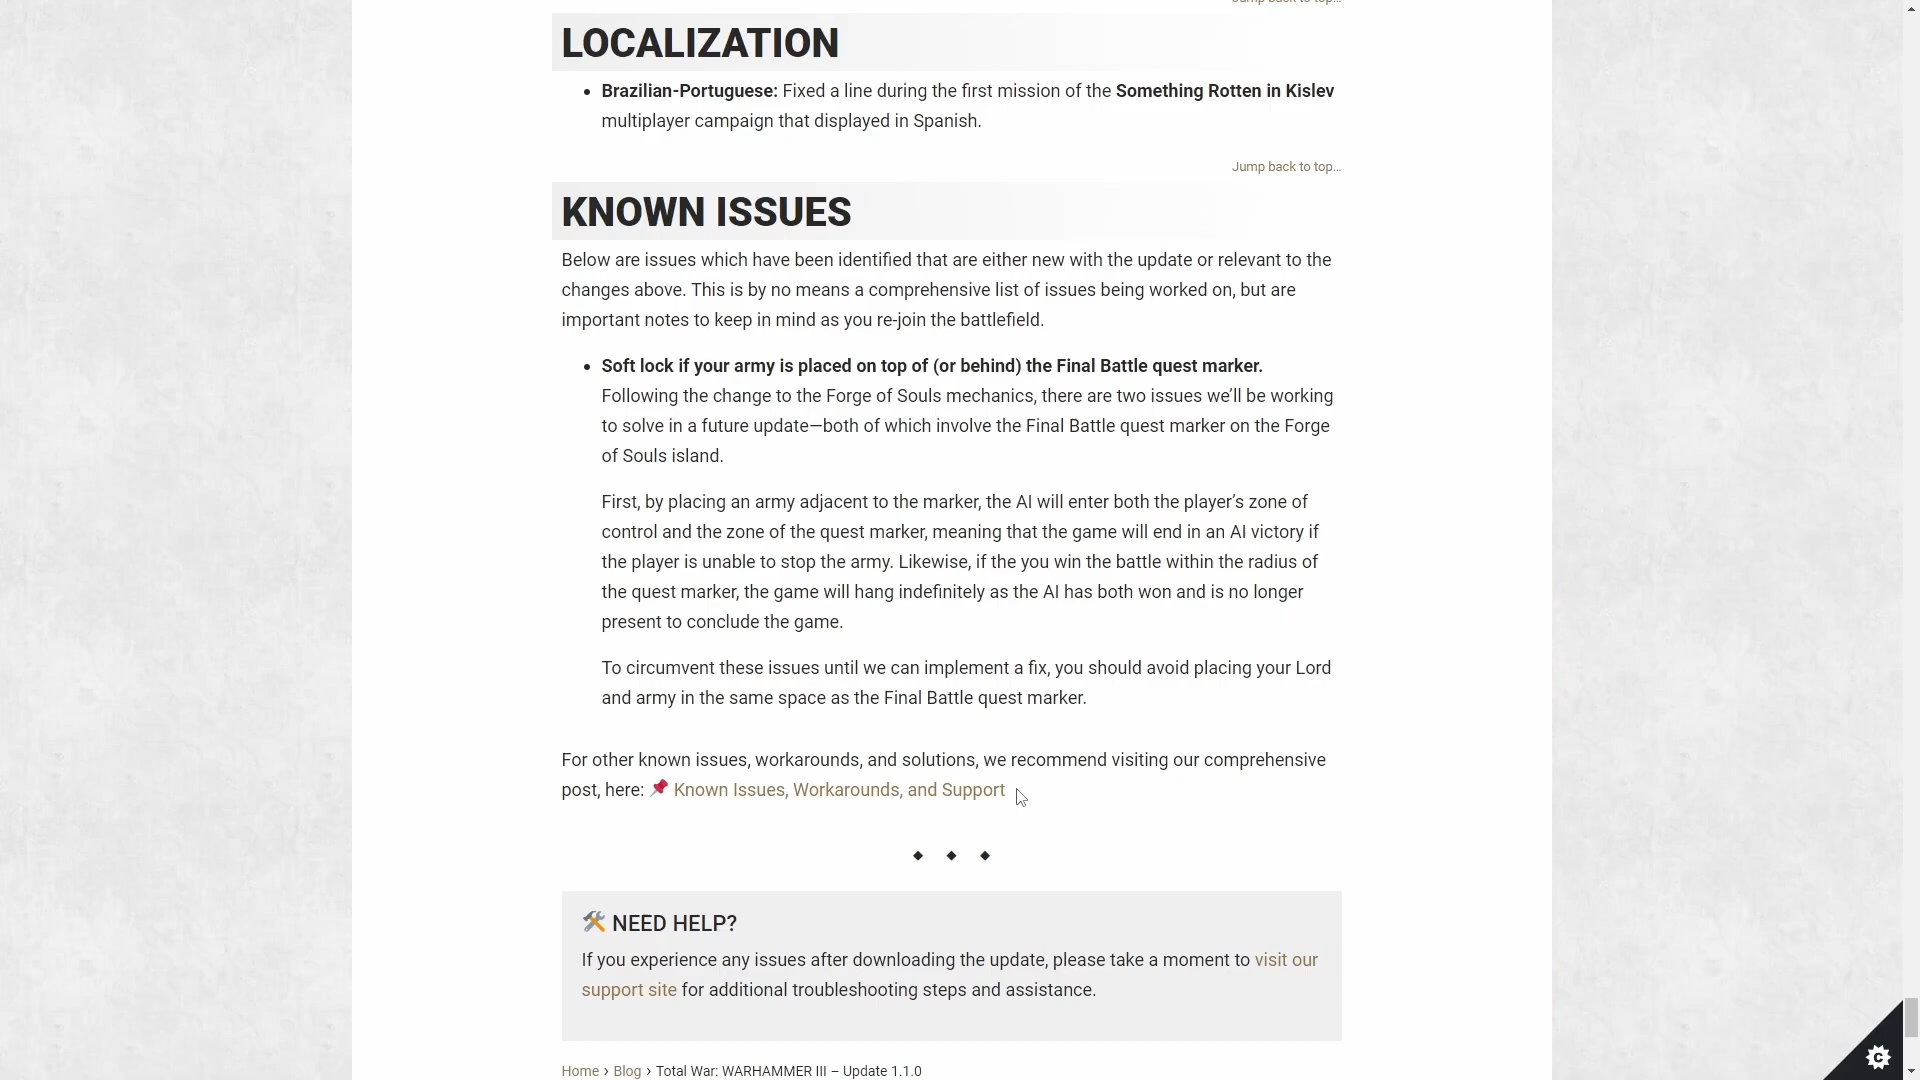 Jump back to top...
LOCALIZATION
• Brazilian-Portuguese: Fixed a line during the first mission of the Something Rotten in Kislev
multiplayer campaign that displayed in Spanish.
Jump back to top...
KNOWN ISSUES
Below are issues which have been identified that are either new with the update or relevant to the
changes above. This is by no means a comprehensive list of issues being worked on, but are
important notes to keep in mind as you re-join the battlefield.
• Soft lock if your army is placed on top of (or behind) the Final Battle quest marker.
Following the change to the Forge of Souls mechanics, there are two issues we’ll be working
to solve in a future update—both of which involve the Final Battle quest marker on the Forge
of Souls island.
First, by placing an army adjacent to the marker, the AI will enter both the player’s zone of
control and the zone of the quest marker, meaning that the game will end in an AI victory if
the player is unable to stop the army. Likewise, if the you win the battle within the radius of
the quest marker, the game will hang indefinitely as the AI has both won and is no longer
present to conclude the game.
To circumvent these issues until we can implement a fix, you should avoid placing your Lord
and army in the same space as the Final Battle quest marker.
For other known issues, workarounds, and solutions, we recommend visiting our comprehensive
post, here: 📌 Known Issues, Workarounds, and Support
◆ ◆ ◆
🛠 NEED HELP?
If you experience any issues after downloading the update, please take a moment to visit our
support site for additional troubleshooting steps and assistance.
Home › Blog › Total War: WARHAMMER III – Update 1.1.0